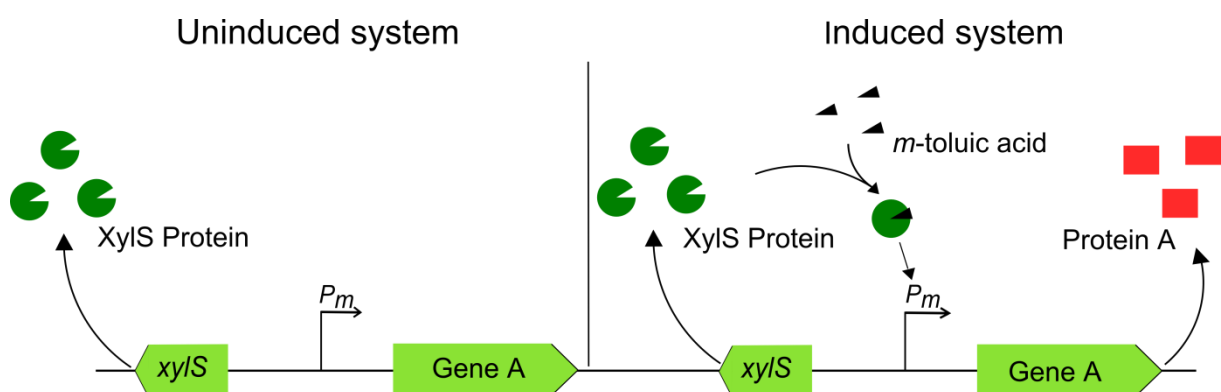 Uninduced system
XylS Protein
Pm
xylS
Gene A
Induced system
m-toluic acid
XylS Protein
Protein A
Pm
xylS
Gene A